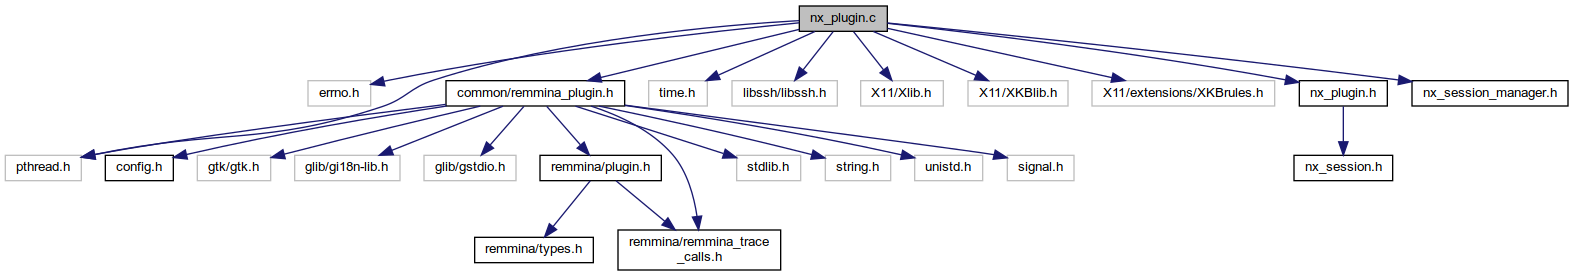 nx_plugin.c
errno.h
common/remmina_plugin.h
time.h
libssh/libssh.h
X11/Xlib.h
X11/XKBlib.h
X11/extensions/XKBrules.h
nx_plugin.h
nx_session_manager.h
pthread.h
config.h
gtk/gtk.h
glib/gi18n-lib.h
glib/gstdio.h
remmina/plugin.h
stdlib.h
string.h
unistd.h
signal.h
nx_session.h
remmina/types.h
remmina/remmina_trace
_calls.h